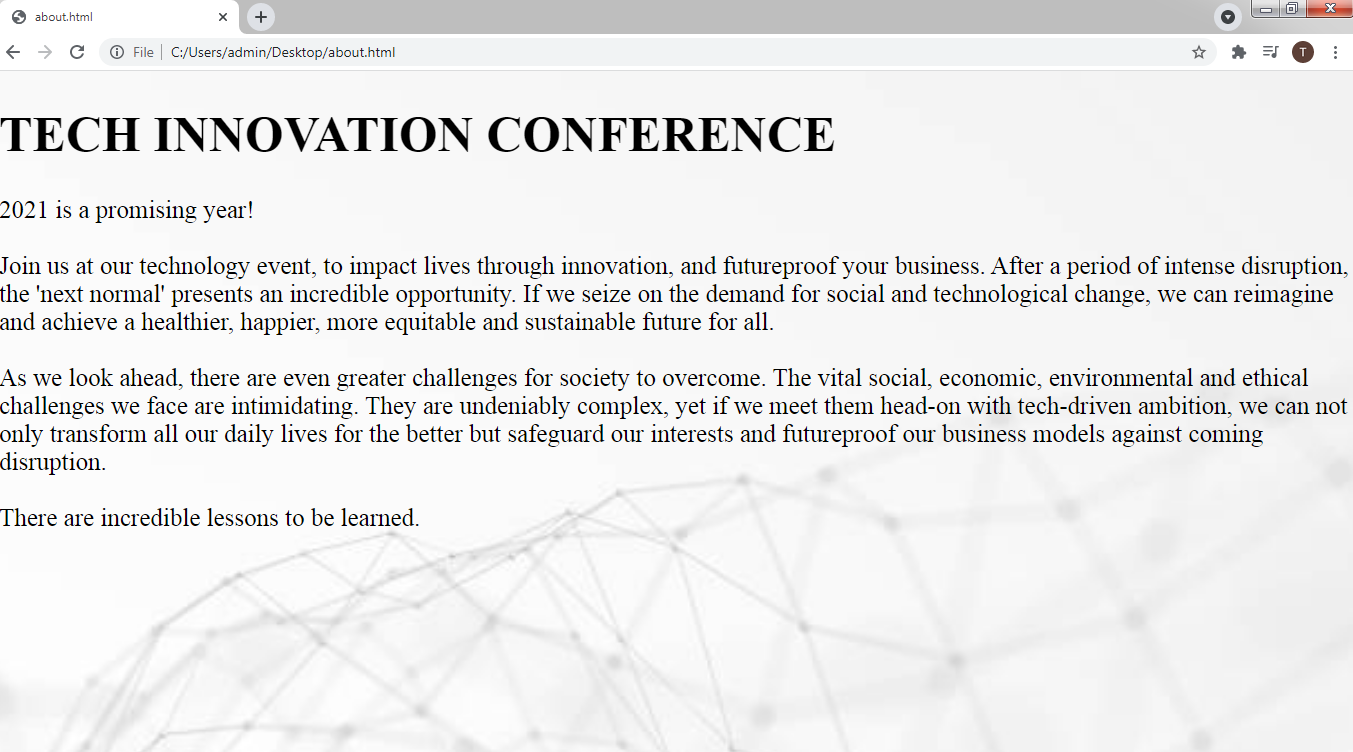 about.html
File
C:/Users/admin/Desktop/about.html
T
TECH INNOVATION CONFERENCE
2021 is a promising year!
Join us at our technology event, to impact lives through innovation, and futureproof your business. After a period of intense disruption,
the 'next normal' presents an incredible opportunity. If we seize on the demand for social and technological change, we can reimagine
and achieve a healthier, happier, more equitable and sustainable future for all.
As we look ahead, there are even greater challenges for society to overcome. The vital social, economic, environmental and ethical
challenges we face are intimidating. They are undeniably complex, yet if we meet them head-on with tech-driven ambition, we can not
only transform all our daily lives for the better but safeguard our interests and futureproof our business models against coming
disruption.
There are incredible lessons to be learned.